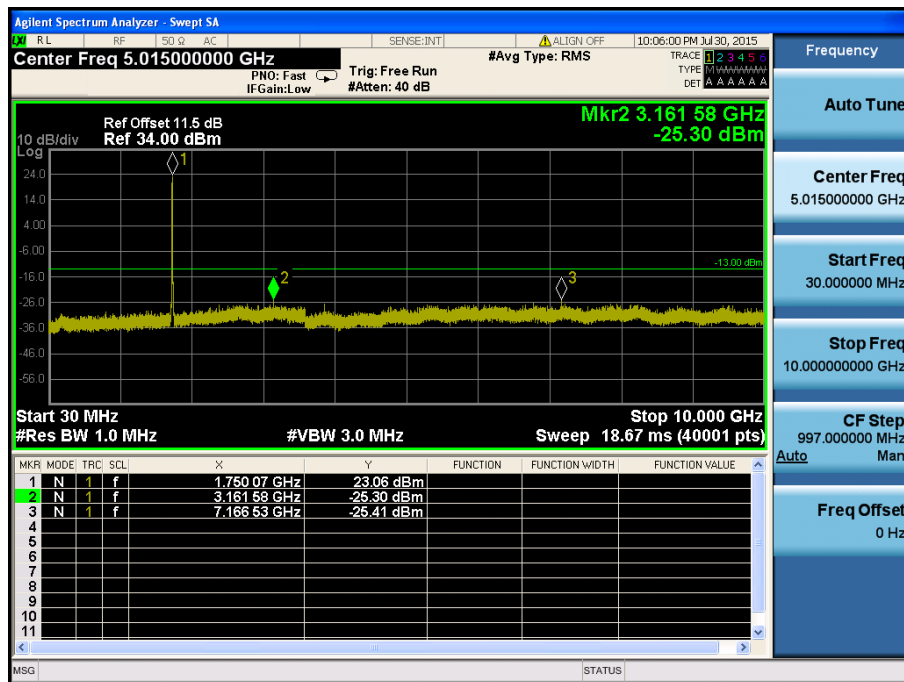 Agilent Spectrum Analyzer - Swept SA
LXI RL RF 50 Ω AC SENSE:INT ALIGN OFF 10:06:00 PM Jul 30, 2015
Center Freq 5.015000000 GHz
PNO: Fast
IFGain:Low
Trig: Free Run
#Atten: 40 dB
#Avg Type: RMS
TRACE 1 2 3 4 5 6
TYPE M WWWWW
DET A A A A A A
Frequency
Auto Tune
Center Freq
5.015000000 GHz
Start Freq
30.000000 MHz
Stop Freq
10.000000000 GHz
CF Step
997.000000 MHz
Auto Man
Freq Offset
0 Hz
Mkr2 3.161 58 GHz
-25.30 dBm
Ref Offset 11.5 dB
10 dB/div Ref 34.00 dBm
Log
1
24.0
14.0
4.00
-6.00
-13.00 dBm
-16.0
2
3
-26.0
-36.0
-46.0
-56.0
Start 30 MHz Stop 10.000 GHz
#Res BW 1.0 MHz #VBW 3.0 MHz Sweep 18.67 ms (40001 pts)
MKR MODE TRC SCL X Y FUNCTION FUNCTION WIDTH FUNCTION VALUE
1 N 1 f 1.750 07 GHz 23.06 dBm
2 N 1 f 3.161 58 GHz -25.30 dBm
3 N 1 f 7.166 53 GHz -25.41 dBm
4
5
6
7
8
9
10
11
MSG STATUS